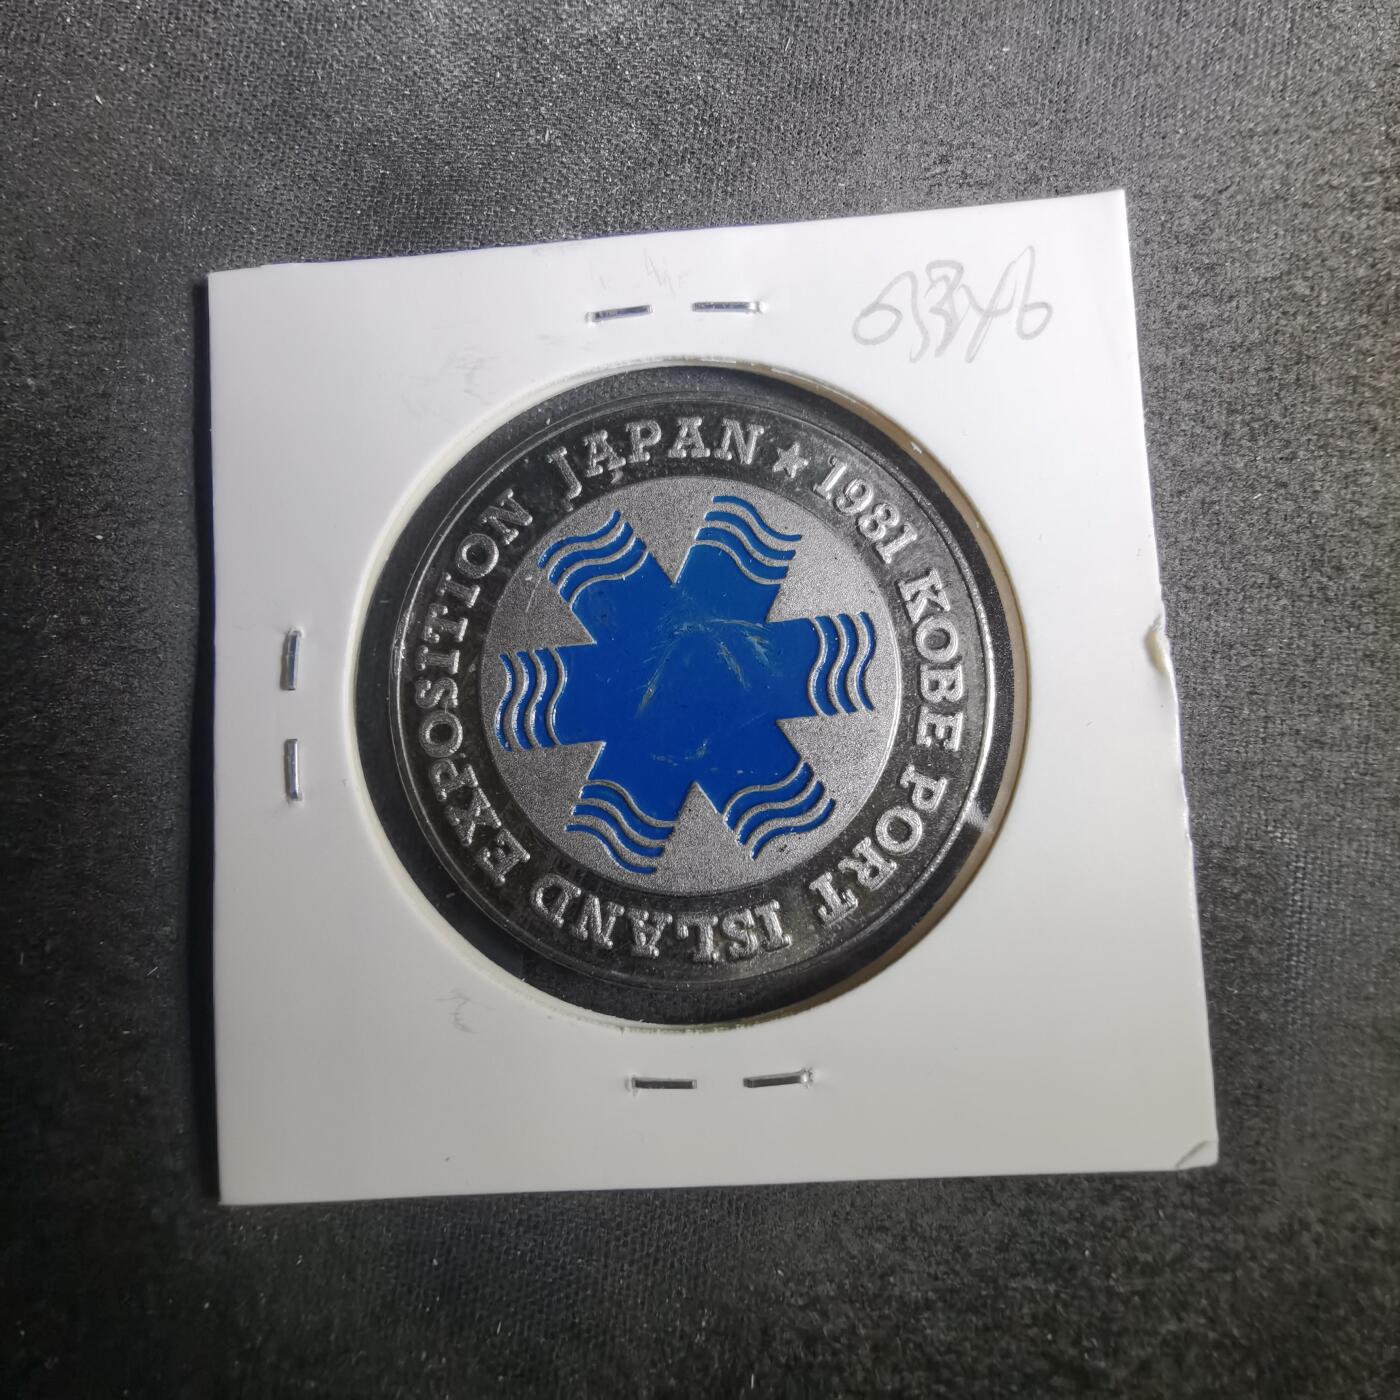 1981 KOBE PORT ISLAND EXPOSITION JAPAN